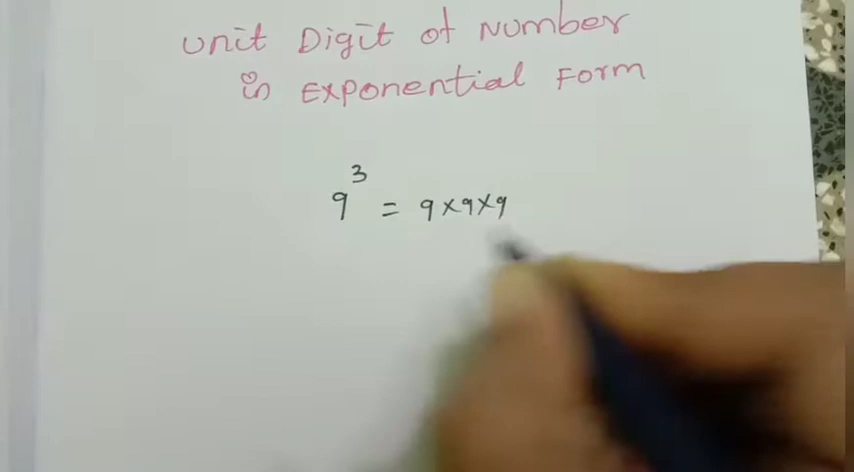 Unit Digit of Number
in Exponential Form
9³ = 9×9×9